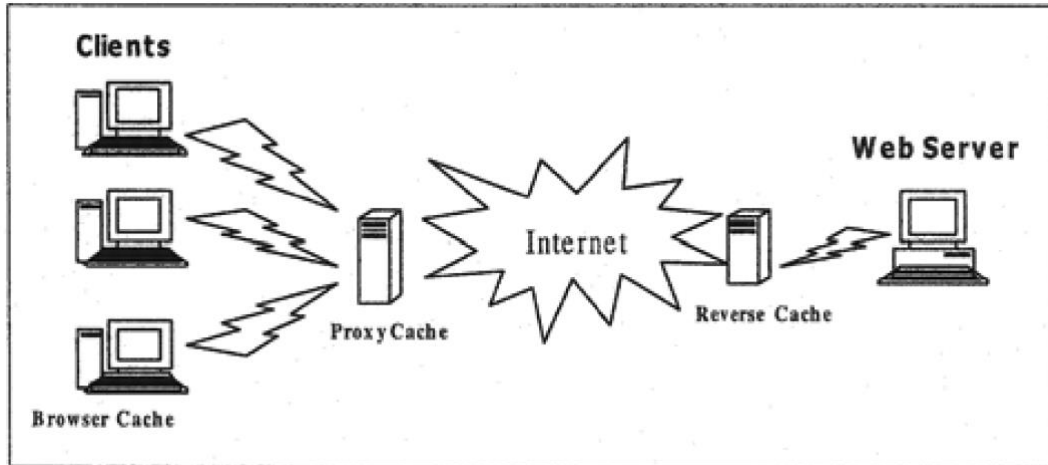 Clients
Web Server
Internet
Proxy Cache
Reverse Cache
Browser Cache